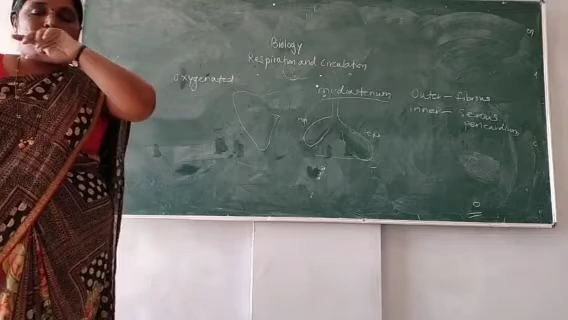 Biology
Respiration and Circulation
oxygenated
mediastenum
Outer - fibrous
inner - serous
pericardium